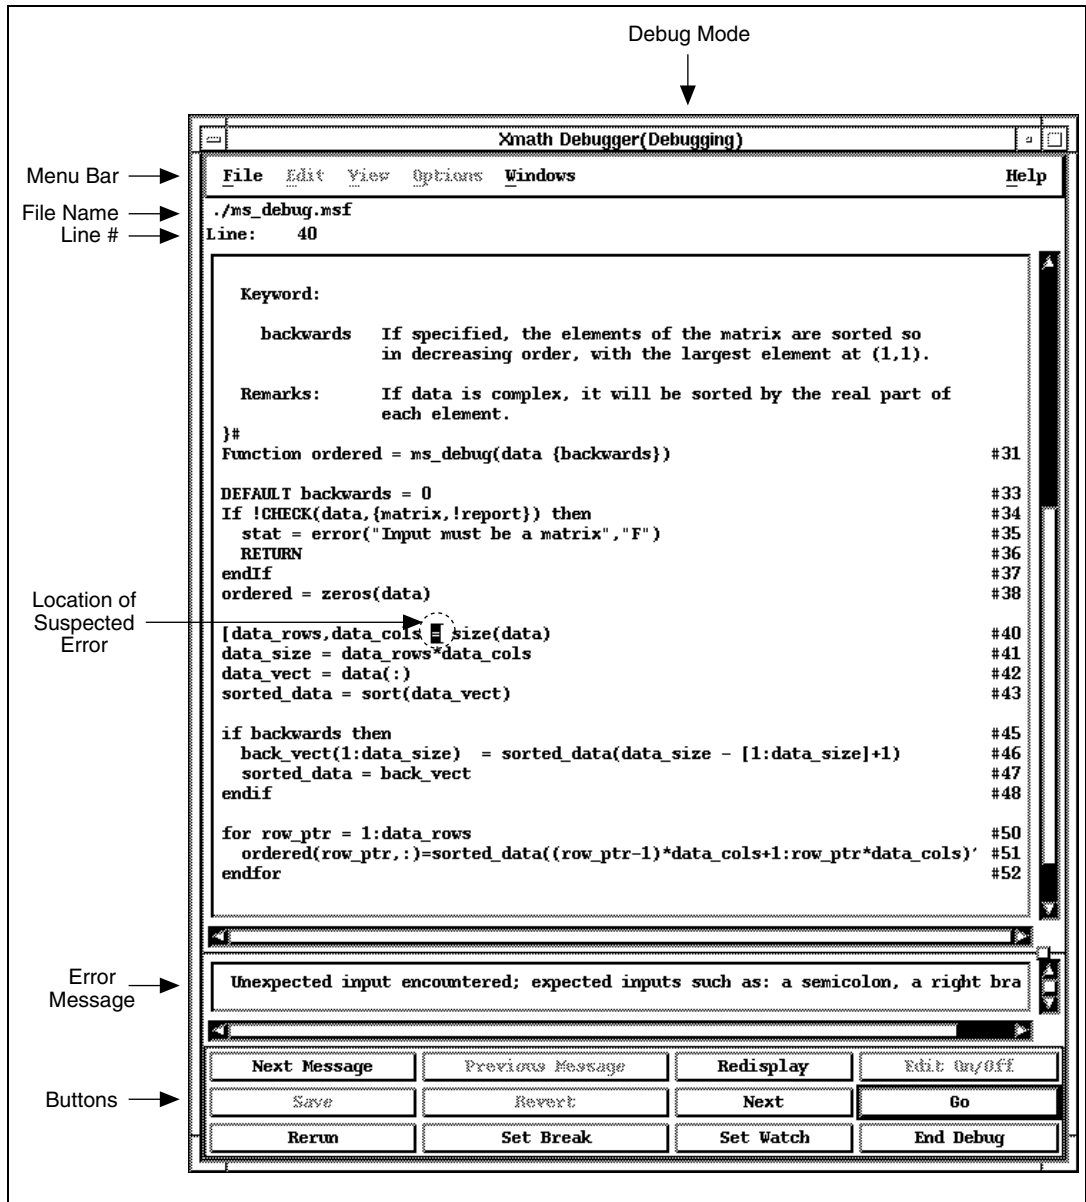 Debug Mode
Xmath Debugger(Debugging)
Menu Bar
File Edit View Options Windows Help
File Name
./ms_debug.msf
Line #
Line: 40
Keyword:
backwards If specified, the elements of the matrix are sorted so
in decreasing order, with the largest element at (1,1).
Remarks: If data is complex, it will be sorted by the real part of
each element.
}#
Function ordered = ms_debug(data {backwards}) #31
DEFAULT backwards = 0 #33
If !CHECK(data,{matrix,!report}) then #34
stat = error("Input must be a matrix","F") #35
RETURN #36
endIf #37
ordered = zeros(data) #38
Location of
Suspected
Error
[data_rows,data_cols = size(data) #40
data_size = data_rows*data_cols #41
data_vect = data(:) #42
sorted_data = sort(data_vect) #43
if backwards then #45
back_vect(1:data_size) = sorted_data(data_size - [1:data_size]+1) #46
sorted_data = back_vect #47
endif #48
for row_ptr = 1:data_rows #50
ordered(row_ptr,:)=sorted_data((row_ptr-1)*data_cols+1:row_ptr*data_cols)' #51
endfor #52
Error
Message
Unexpected input encountered; expected inputs such as: a semicolon, a right bra
Next Message Previous Message Redisplay Edit On/Off
Buttons
Save Revert Next Go
Rerun Set Break Set Watch End Debug